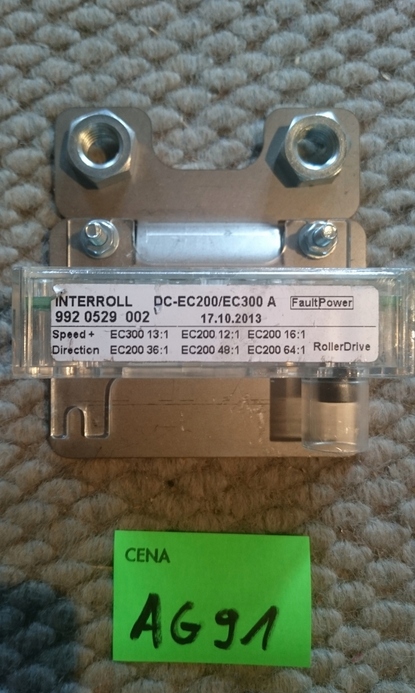 INTERROLL DC-EC200/EC300 A FaultPower
992 0529 002 17.10.2013
Speed + EC300 13:1 EC200 12:1 EC200 16:1
Direction EC200 36:1 EC200 48:1 EC200 64:1 RollerDrive
CENA
AG91